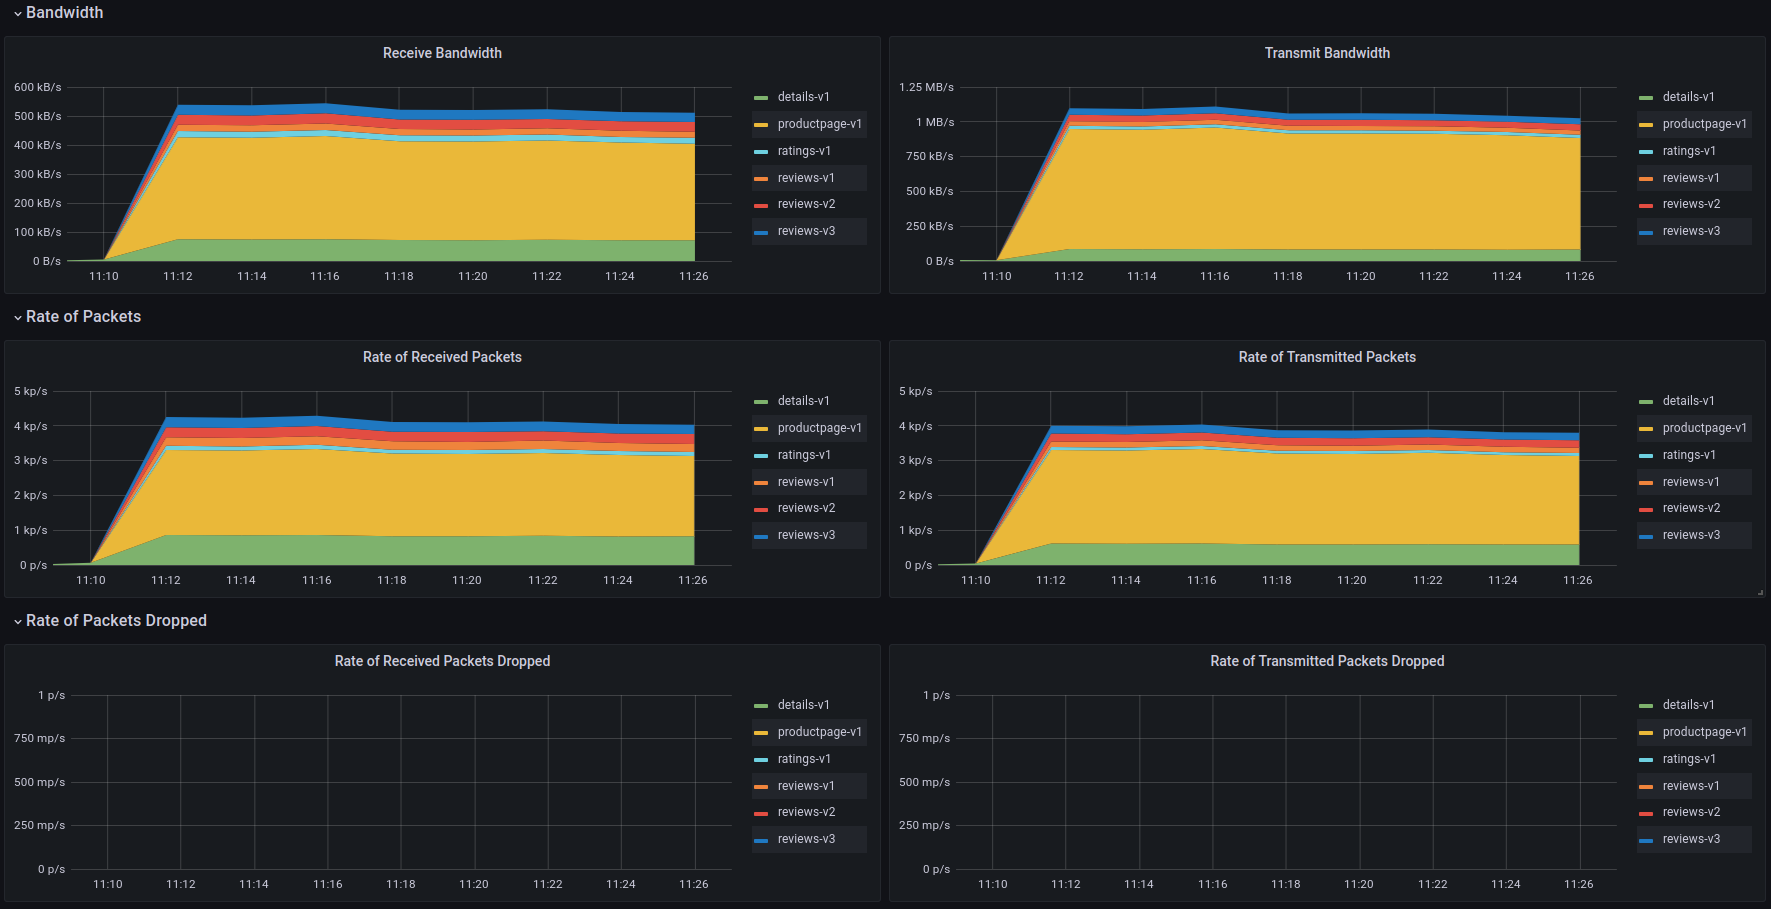 Bandwidth
Receive Bandwidth
600 kB/s
500 kB/s
400 kB/s
300 kB/s
200 kB/s
100 kB/s
0 B/s
11:10 11:12 11:14 11:16 11:18 11:20 11:22 11:24 11:26
details-v1
productpage-v1
ratings-v1
reviews-v1
reviews-v2
reviews-v3
Transmit Bandwidth
1.25 MB/s
1 MB/s
750 kB/s
500 kB/s
250 kB/s
0 B/s
11:10 11:12 11:14 11:16 11:18 11:20 11:22 11:24 11:26
details-v1
productpage-v1
ratings-v1
reviews-v1
reviews-v2
reviews-v3
Rate of Packets
Rate of Received Packets
5 kp/s
4 kp/s
3 kp/s
2 kp/s
1 kp/s
0 p/s
11:10 11:12 11:14 11:16 11:18 11:20 11:22 11:24 11:26
details-v1
productpage-v1
ratings-v1
reviews-v1
reviews-v2
reviews-v3
Rate of Transmitted Packets
5 kp/s
4 kp/s
3 kp/s
2 kp/s
1 kp/s
0 p/s
11:10 11:12 11:14 11:16 11:18 11:20 11:22 11:24 11:26
details-v1
productpage-v1
ratings-v1
reviews-v1
reviews-v2
reviews-v3
Rate of Packets Dropped
Rate of Received Packets Dropped
1 p/s
750 mp/s
500 mp/s
250 mp/s
0 p/s
11:10 11:12 11:14 11:16 11:18 11:20 11:22 11:24 11:26
details-v1
productpage-v1
ratings-v1
reviews-v1
reviews-v2
reviews-v3
Rate of Transmitted Packets Dropped
1 p/s
750 mp/s
500 mp/s
250 mp/s
0 p/s
11:10 11:12 11:14 11:16 11:18 11:20 11:22 11:24 11:26
details-v1
productpage-v1
ratings-v1
reviews-v1
reviews-v2
reviews-v3